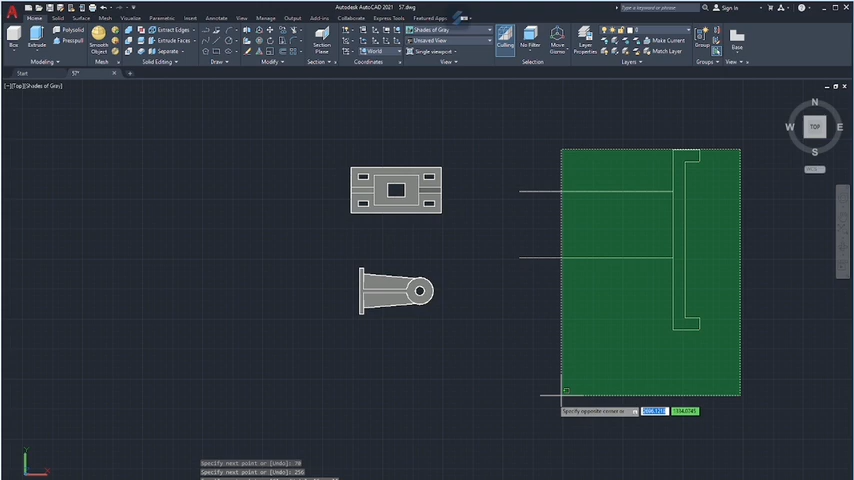 Autodesk AutoCAD 2021 57.dwg
Type a keyword or phrase
Sign In
Home Solid Surface Mesh Visualize Parametric Insert Annotate View Manage Output Add-ins Collaborate Express Tools Featured Apps
Box
Extrude
Polysolid
Presspull
Modeling
Smooth Object
Mesh
Extract Edges
Extrude Faces
Separate
Solid Editing
Draw
Modify
Section Plane
Section
World
Coordinates
Shades of Gray
Unsaved View
Single viewport
View
Culling
No Filter
Move Gizmo
Selection
Layer Properties
0
Make Current
Match Layer
Layers
Group
Groups
Base
View
Start
57*
[-][Top][Shades of Gray]
N
W
TOP
E
S
Specify opposite corner or
1334.0745
Y
X
Specify next point or [Undo]: 70
Specify next point or [Undo]: 256